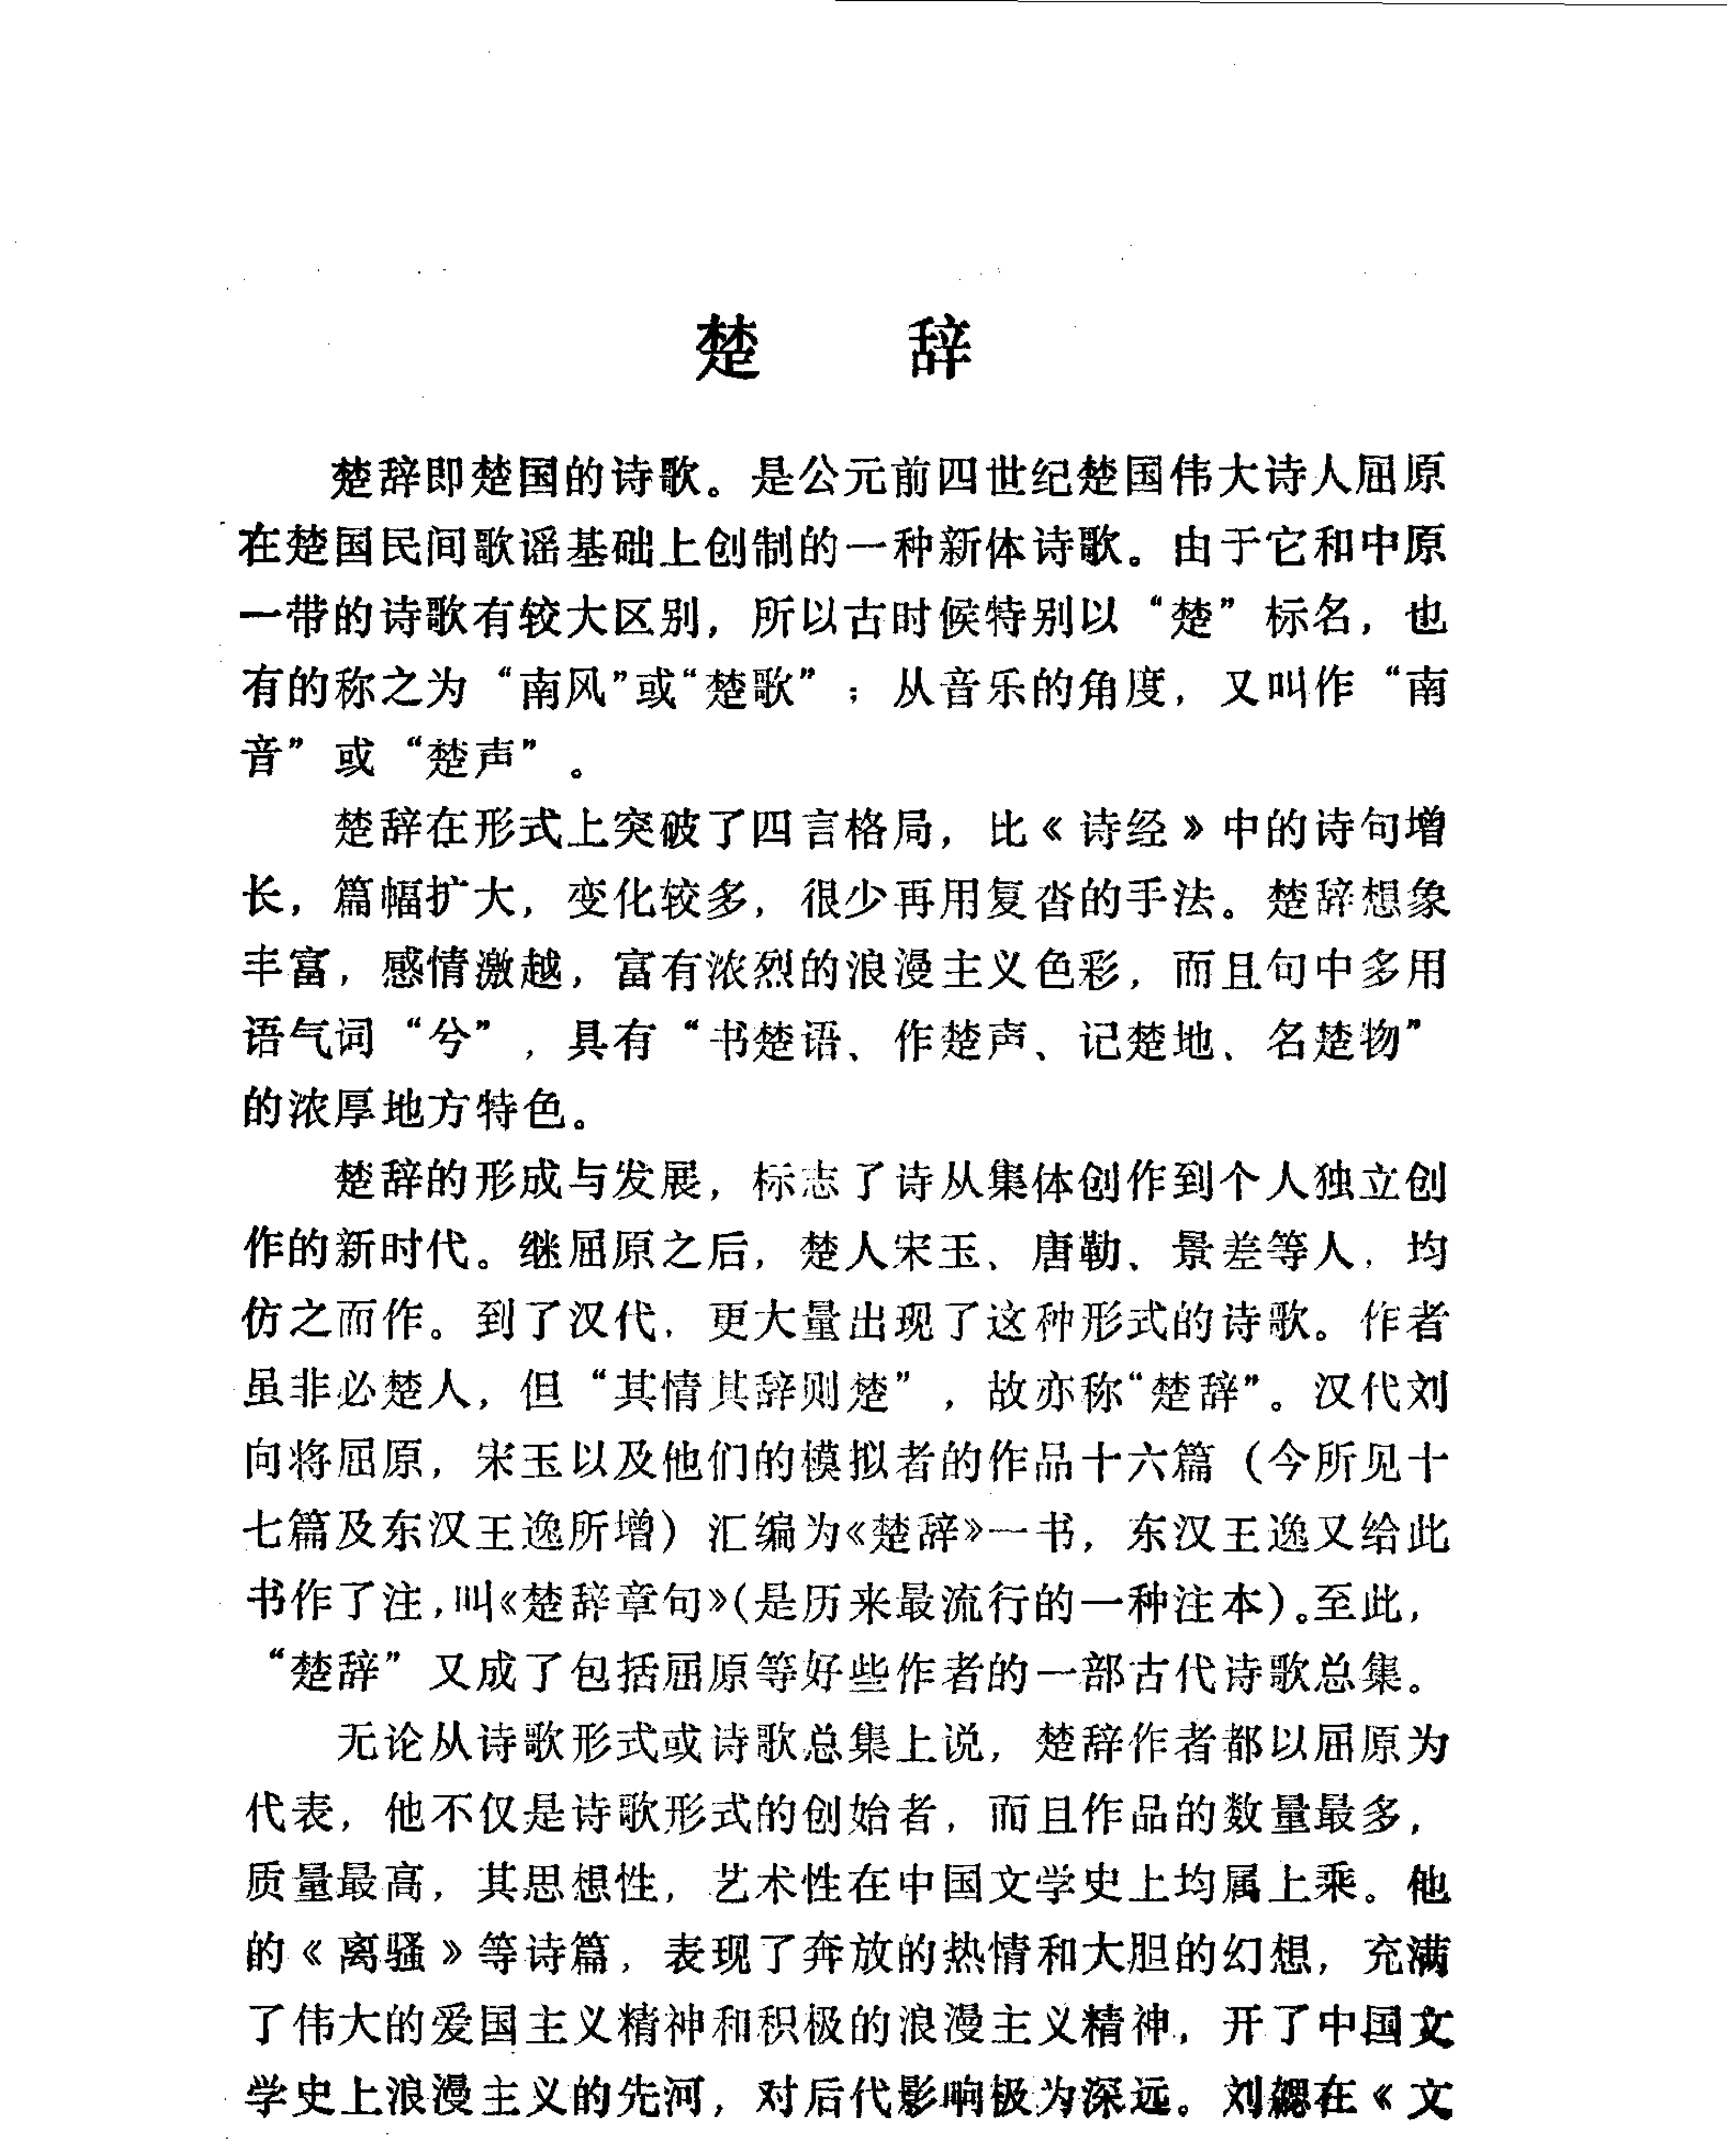 楚 辞
楚辞即楚国的诗歌。是公元前四世纪楚国伟大诗人屈原
在楚国民间歌谣基础上创制的一种新体诗歌。由于它和中原
一带的诗歌有较大区别，所以古时候特别以“楚”标名，也
有的称之为“南风”或“楚歌”；从音乐的角度，又叫作“南
音”或“楚声”。
楚辞在形式上突破了四言格局，比《诗经》中的诗句增
长，篇幅扩大，变化较多，很少再用复沓的手法。楚辞想象
丰富，感情激越，富有浓烈的浪漫主义色彩，而且句中多用
语气词“兮”，具有“书楚语、作楚声、记楚地、名楚物”
的浓厚地方特色。
楚辞的形成与发展，标志了诗从集体创作到个人独立创
作的新时代。继屈原之后，楚人宋玉、唐勒、景差等人，均
仿之而作。到了汉代，更大量出现了这种形式的诗歌。作者
虽非必楚人，但“其情其辞则楚”，故亦称“楚辞”。汉代刘
向将屈原，宋玉以及他们的模拟者的作品十六篇（今所见十
七篇及东汉王逸所增）汇编为《楚辞》一书，东汉王逸又给此
书作了注，叫《楚辞章句》（是历来最流行的一种注本）。至此，
“楚辞”又成了包括屈原等好些作者的一部古代诗歌总集。
无论从诗歌形式或诗歌总集上说，楚辞作者都以屈原为
代表，他不仅是诗歌形式的创始者，而且作品的数量最多，
质量最高，其思想性，艺术性在中国文学史上均属上乘。他
的《离骚》等诗篇，表现了奔放的热情和大胆的幻想，充满
了伟大的爱国主义精神和积极的浪漫主义精神，开了中国文
学史上浪漫主义的先河，对后代影响极为深远。刘勰在《文